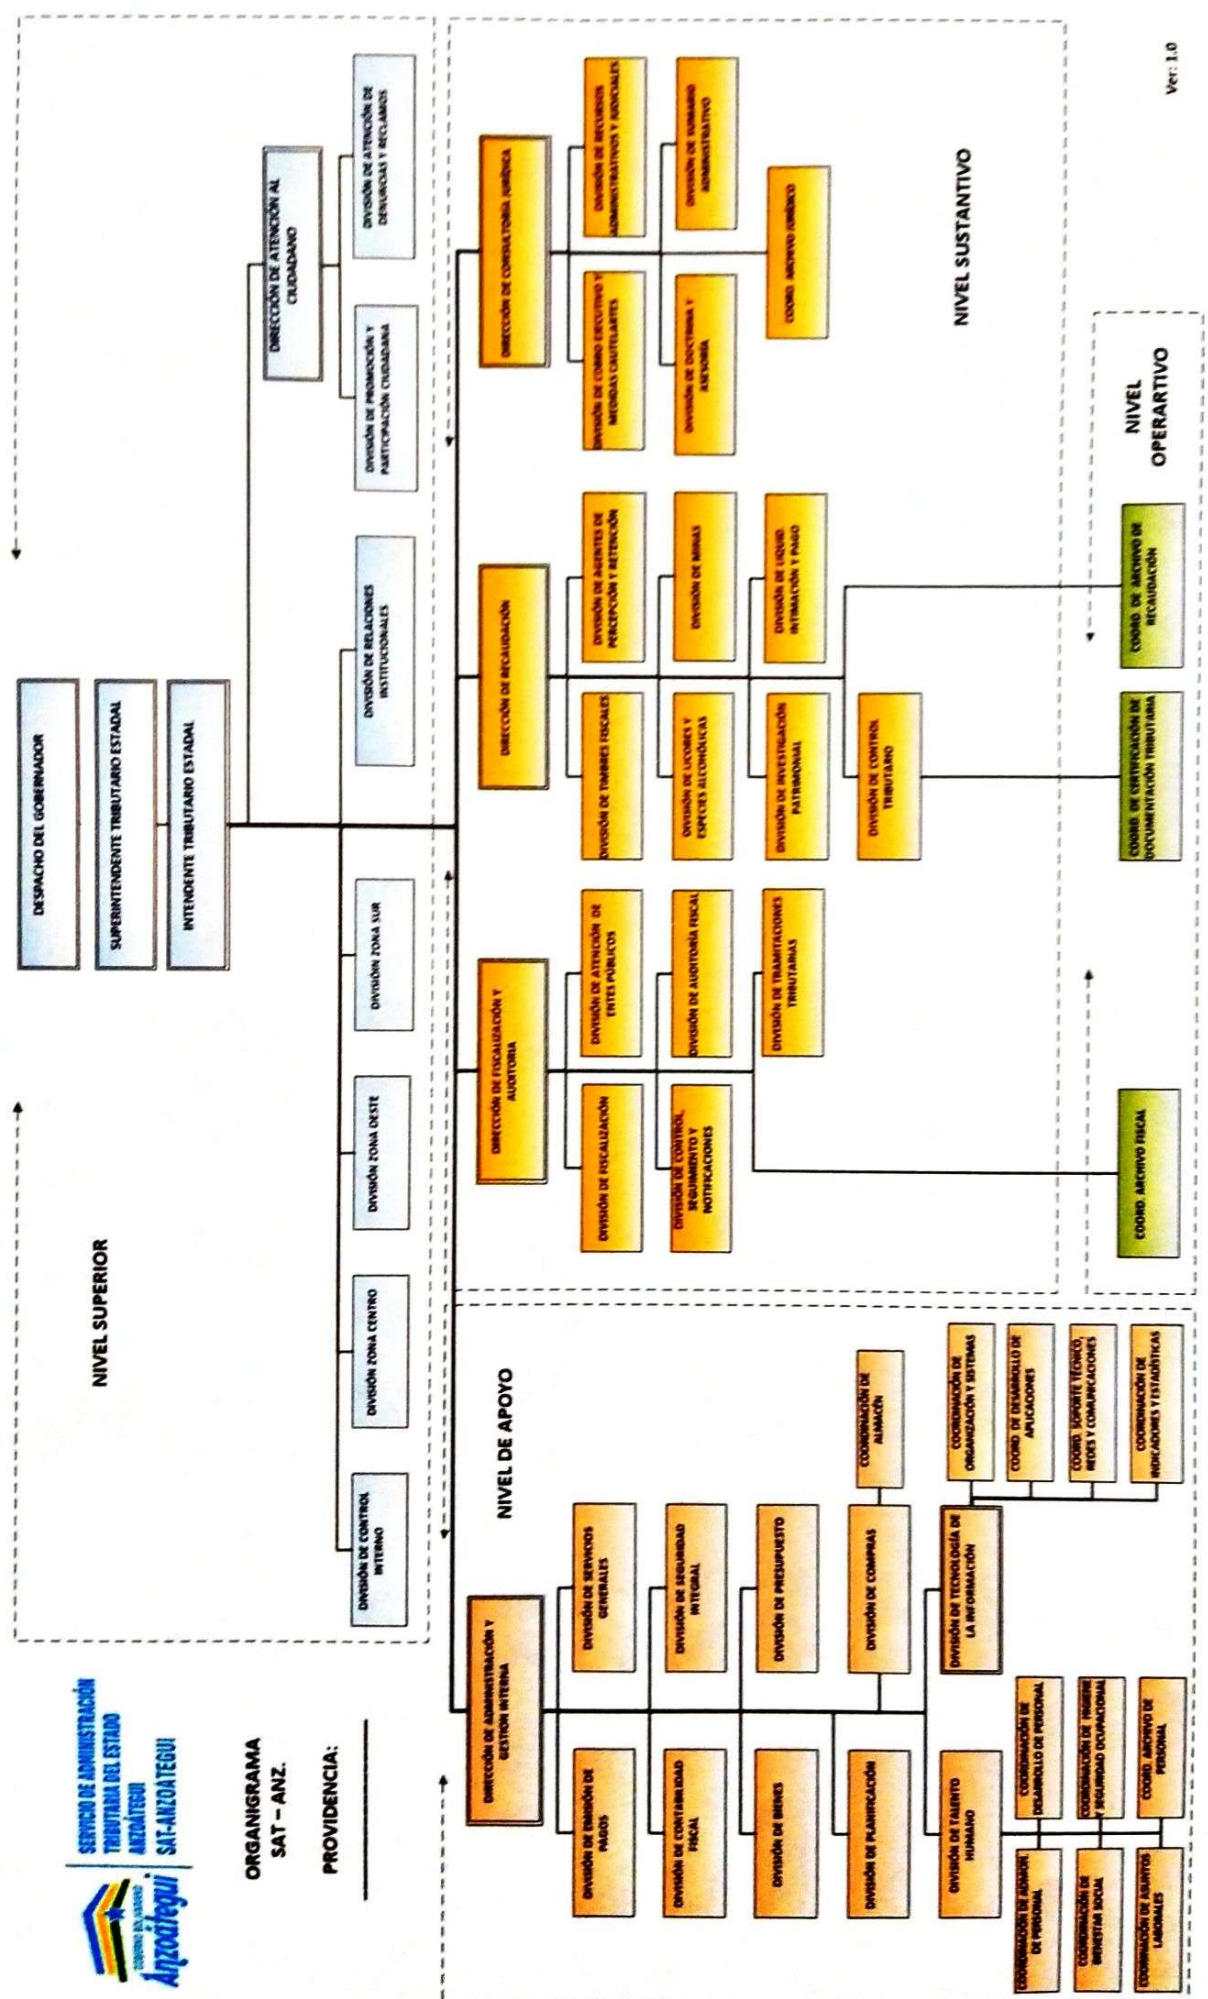 SERVICIO DE ADMINISTRACIÓN
TRIBUTARIA DEL ESTADO
ANZOÁTEGUI
SAT-ANZOATEGUI
GOBIERNO BOLIVARIANO
Anzoátegui
ORGANIGRAMA
SAT – ANZ.
PROVIDENCIA:
NIVEL SUPERIOR
DESPACHO DEL GOBERNADOR
SUPERINTENDENTE TRIBUTARIO ESTADAL
INTENDENTE TRIBUTARIO ESTADAL
DIRECCIÓN DE ATENCIÓN AL
CIUDADANO
DIVISIÓN DE CONTROL
INTERNO
DIVISIÓN ZONA CENTRO
DIVISIÓN ZONA OESTE
DIVISIÓIN ZONA SUR
DIVISIÓN DE RELACIONES
INSTITUCIONALES
DIVISIÓN DE PROMOCIÓN Y
PARTICIPACIÓN CIUDADANA
DIVISIÓN DE ATENCIÓN DE
DENUNCIAS Y RECLAMOS
NIVEL DE APOYO
DIRECCIÓN DE ADMINISTRACIÓN Y
GESTION INTERNA
DIVISIÓN DE EMISIÓN DE
PAGOS
DIVISIÓN DE SERVICIOS
GENERALES
DIVISIÓN DE CONTABILIDAD
FISCAL
DIVISIÓN DE SEGURIDAD
INTEGRAL
DIVISIÓN DE BIENES
DIVISIÓN DE PRESUPUESTO
DIVISIÓN DE PLANIFICACIÓN
DIVISIÓN DE COMPRAS
COORDINACIÓN DE
ALMACÉN
DIVISIÓN DE TALENTO
HUMANO
DIVISIÓN DE TECNOLOGÍA DE
LA INFORMACIÓN
COORDINACIÓN DE
ORGANIZACIÓN Y SISTEMAS
COORD. DE DESARROLLO DE
APLICACIONES
COORD. SOPORTE TÉCNICO,
REDES Y COMUNICACIONES
COORDINACIÓN DE
INDICADORES Y ESTADÍSTICAS
COORDINACIÓN DE ADMON.
DE PERSONAL
COORDINACIÓN DE
DESARROLLO DE PERSONAL
COORDINACIÓN DE
BIENESTAR SOCIAL
COORDINACIÓN DE HIGIENE
Y SEGURIDAD OCUPACIONAL
COORDINACIÓN DE ASUNTOS
LABORALES
COORD. ARCHIVO DE
PERSONAL
DIRECCIÓN DE FISCALIZACIÓN Y
AUDITORIA
DIVISIÓN DE FISCALIZACIÓN
DIVISIÓN DE ATENCIÓN DE
ENTES PÚBLICOS
DIVISIÓN DE CONTROL,
SEGUIMIENTO Y
NOTIFICACIONES
DIVISIÓN DE AUDITORÍA FISCAL
DIVISIÓN DE TRAMITACIONES
TRIBUTARIAS
DIRECCIÓN DE RECAUDACIÓN
DIVISIÓN DE TIMBRES FISCALES
DIVISIÓN DE AGENTES DE
PERCEPCIÓN Y RETENCIÓN
DIVISIÓN DE LICORES Y
ESPECIES ALCOHÓLICAS
DIVISIÓN DE MINAS
DIVISIÓN DE INVESTIGACIÓN
PATRIMONIAL
DIVISIÓN DE LIQUID.
INTIMACIÓN Y PAGO
DIVISIÓN DE CONTROL
TRIBUTARIO
DIRECCIÓN DE CONSULTORÍA JURÍDICA
DIVISIÓN DE COBRO EJECUTIVO Y
MEDIDAS CAUTELARTES
DIVISIÓN DE RECURSOS
ADMINISTRATIVOS Y JUDICIALES
DIVISIÓN DE DOCTRINA Y
ASESORÍA
DIVISIÓN DE SUMARIO
ADMINISTRATIVO
COORD. ARCHIVO JURÍDICO
NIVEL SUSTANTIVO
COORD. ARCHIVO FISCAL
COORD. DE CERTIFICACIÓN DE
DOCUMENTACIÓN TRIBUTARIA
COORD. DE ARCHIVO DE
RECAUDACIÓN
NIVEL
OPERARTIVO
Ver: 1.0